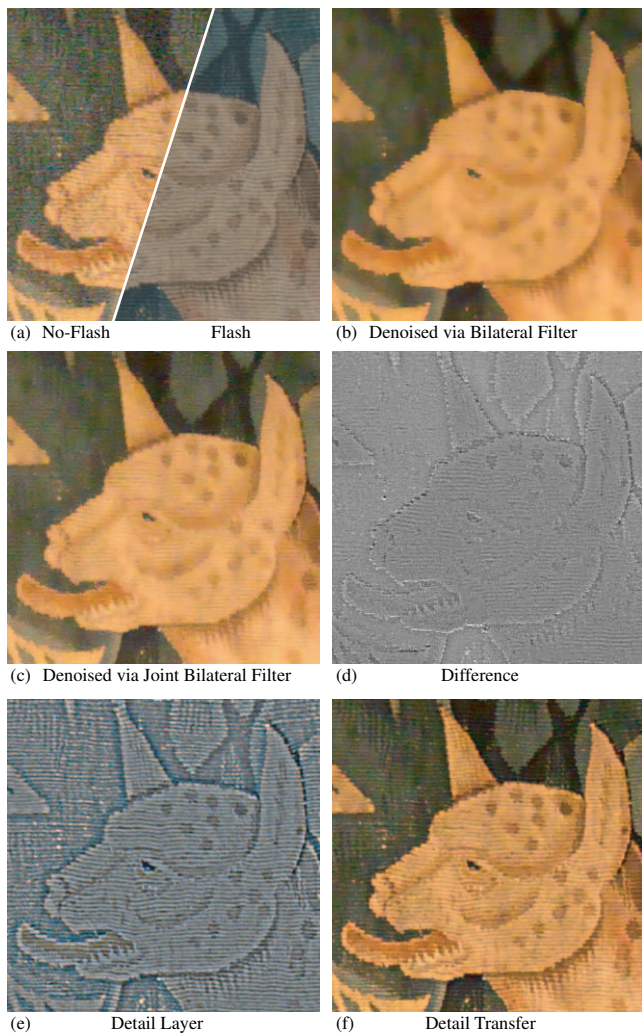 (a) No-Flash Flash
(b) Denoised via Bilateral Filter
(c) Denoised via Joint Bilateral Filter
(d) Difference
(e) Detail Layer
(f) Detail Transfer